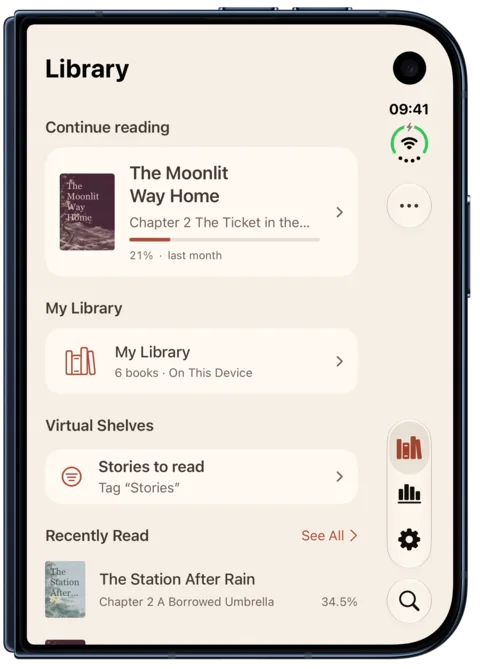 Library
09:41
Continue reading
The Moonlit
Way Home
The
Moonlit
Way
Home
Chapter 2 The Ticket in the...
21% · last month
My Library
My Library
6 books · On This Device
Virtual Shelves
Stories to read
Tag “Stories”
Recently Read
See All
The
Station
After...
The Station After Rain
Chapter 2 A Borrowed Umbrella
34.5%